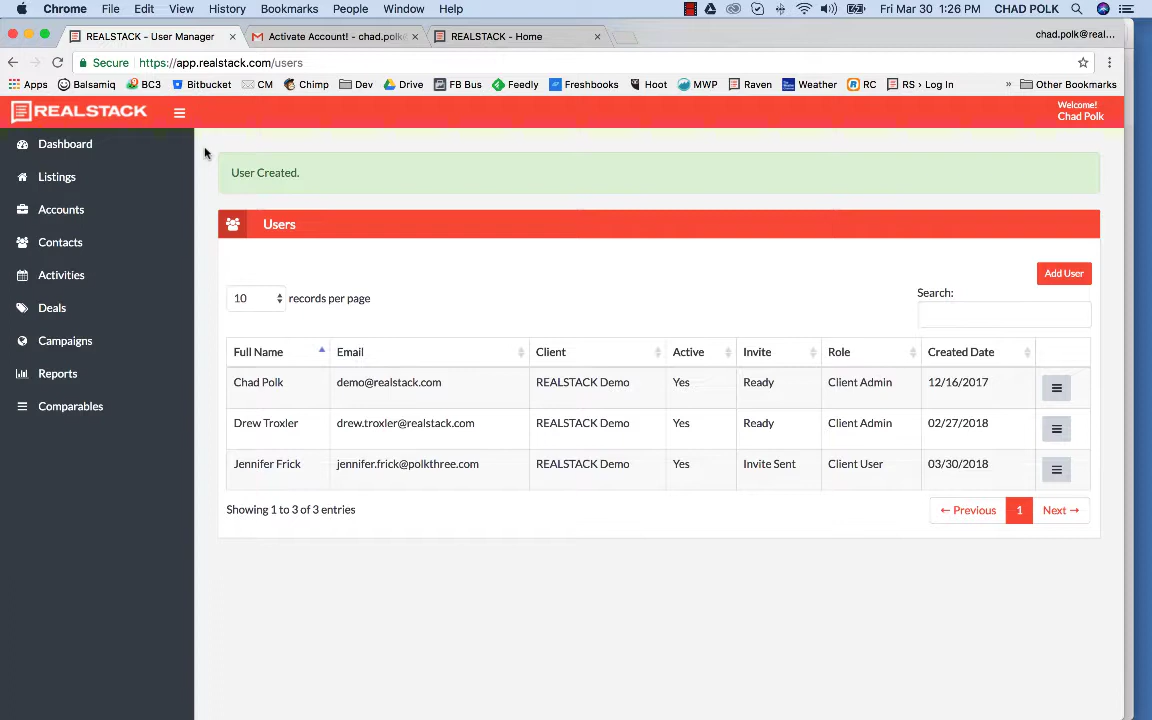 Chrome File Edit View History Bookmarks People Window Help Fri Mar 30 1:26 PM CHAD POLK
REALSTACK - User Manager Activate Account! - chad.polk@ REALSTACK - Home chad.polk@real...
Secure https://app.realstack.com/users
Apps Balsamiq BC3 Bitbucket CM Chimp Dev Drive FB Bus Feedly Freshbooks Hoot MWP Raven Weather RC RS › Log In » Other Bookmarks
REALSTACK
Welcome!
Chad Polk
Dashboard
Listings
Accounts
Contacts
Activities
Deals
Campaigns
Reports
Comparables
User Created.
Users
Add User
10 records per page
Search:
Full Name Email Client Active Invite Role Created Date
Chad Polk demo@realstack.com REALSTACK Demo Yes Ready Client Admin 12/16/2017
Drew Troxler drew.troxler@realstack.com REALSTACK Demo Yes Ready Client Admin 02/27/2018
Jennifer Frick jennifer.frick@polkthree.com REALSTACK Demo Yes Invite Sent Client User 03/30/2018
Showing 1 to 3 of 3 entries
← Previous 1 Next →